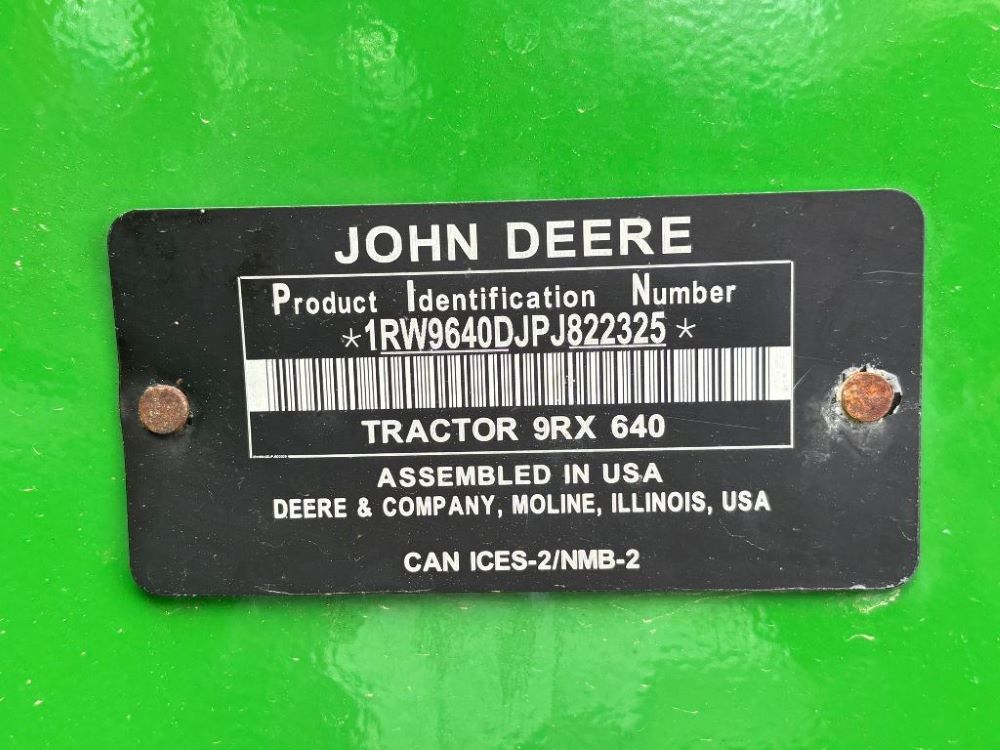 JOHN DEERE
Product Identification Number
*1RW9640DJPJ822325*
TRACTOR 9RX 640
ASSEMBLED IN USA
DEERE & COMPANY, MOLINE, ILLINOIS, USA
CAN ICES-2/NMB-2